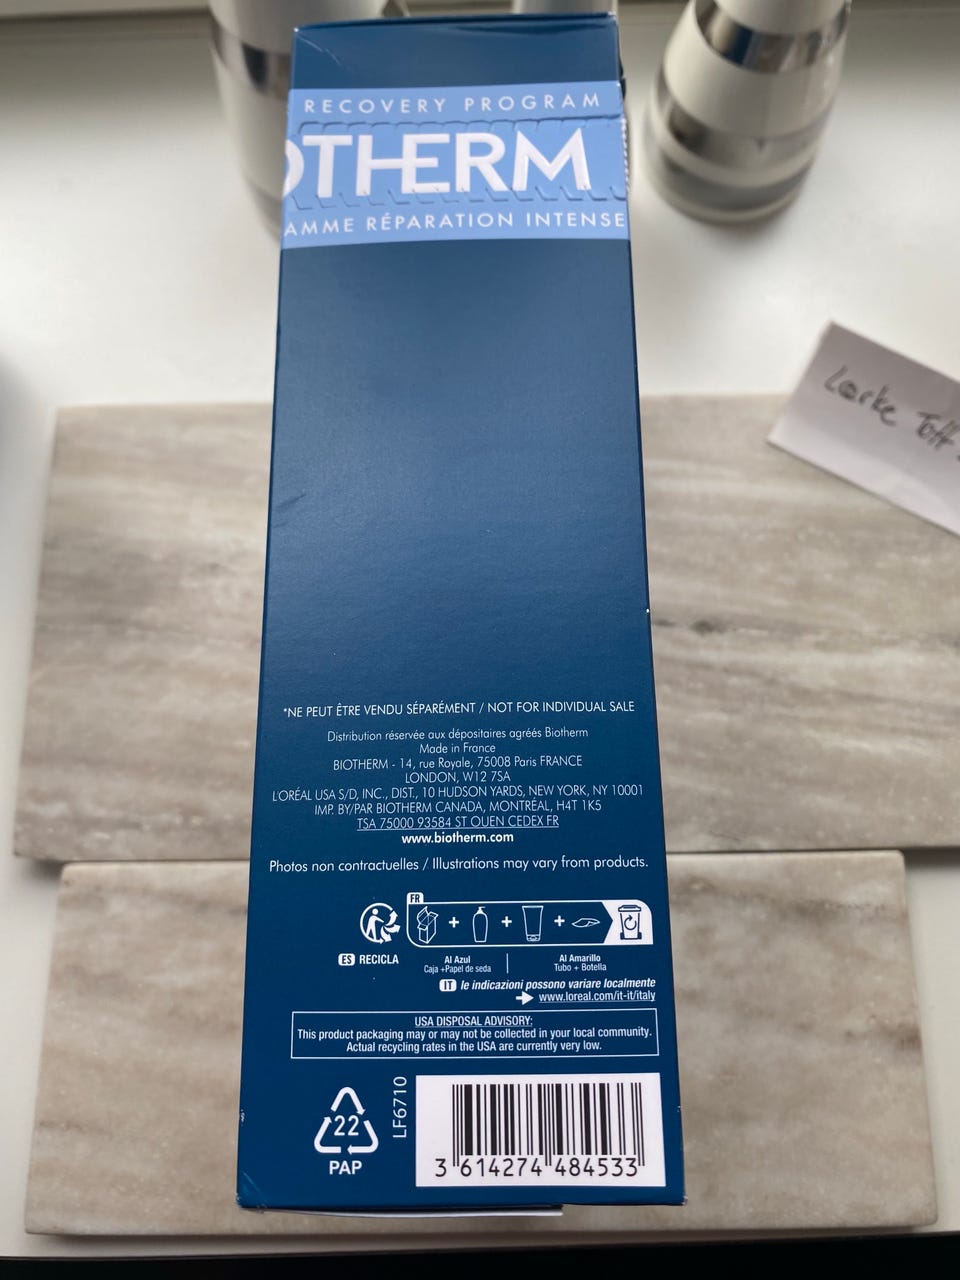 RECOVERY PROGRAM
OTHERM
AMME RÉPARATION INTENSE
Lærke Toft
*NE PEUT ÊTRE VENDU SÉPARÉMENT / NOT FOR INDIVIDUAL SALE
Distribution réservée aux dépositaires agréés Biotherm
Made in France
BIOTHERM - 14, rue Royale, 75008 Paris FRANCE
LONDON, W12 7SA
L'ORÉAL USA S/D, INC., DIST., 10 HUDSON YARDS, NEW YORK, NY 10001
IMP. BY/PAR BIOTHERM CANADA, MONTRÉAL, H4T 1K5
TSA 75000 93584 ST OUEN CEDEX FR
www.biotherm.com
Photos non contractuelles / Illustrations may vary from products.
FR
+ + +
ES RECICLA
Al Azul
Caja +Papel de seda
Al Amarillo
Tubo + Botella
IT le indicazioni possono variare localmente
www.loreal.com/it-it/italy
USA DISPOSAL ADVISORY:
This product packaging may or may not be collected in your local community.
Actual recycling rates in the USA are currently very low.
22
PAP
LF6710
3 614274 484533